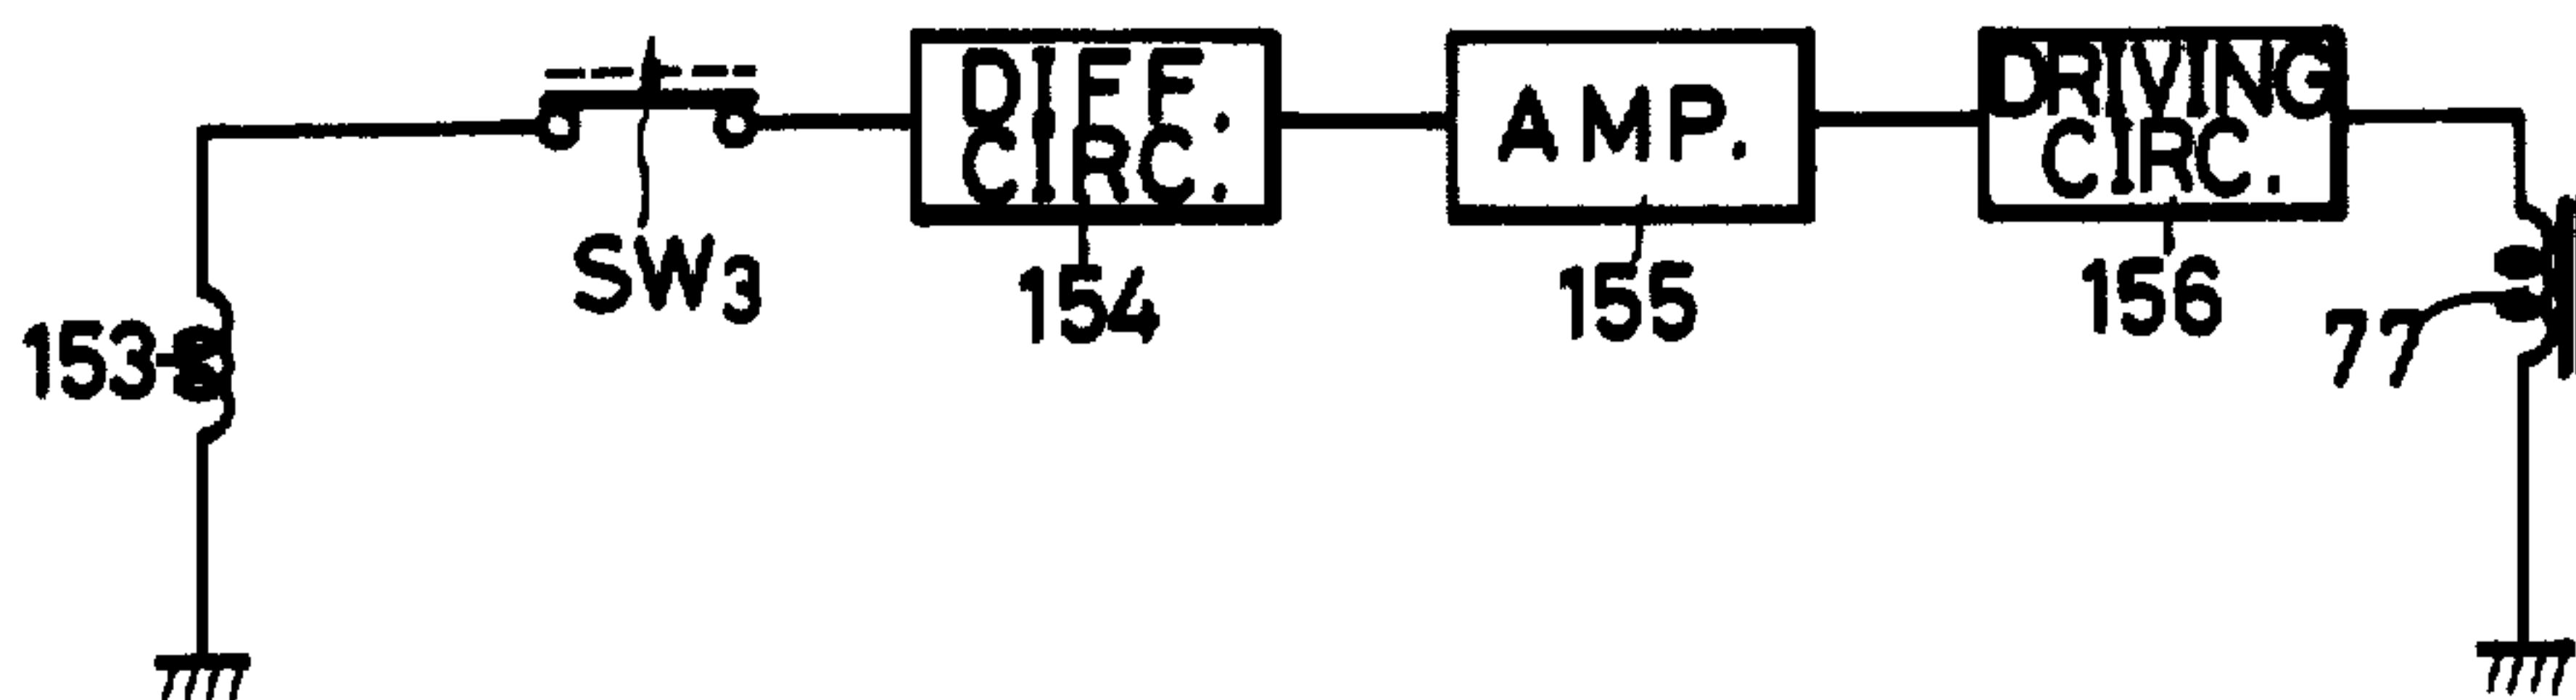 DIFF.
CIRC.
AMP.
DRIVING
CIRC.
SW3
153
154
155
156
77